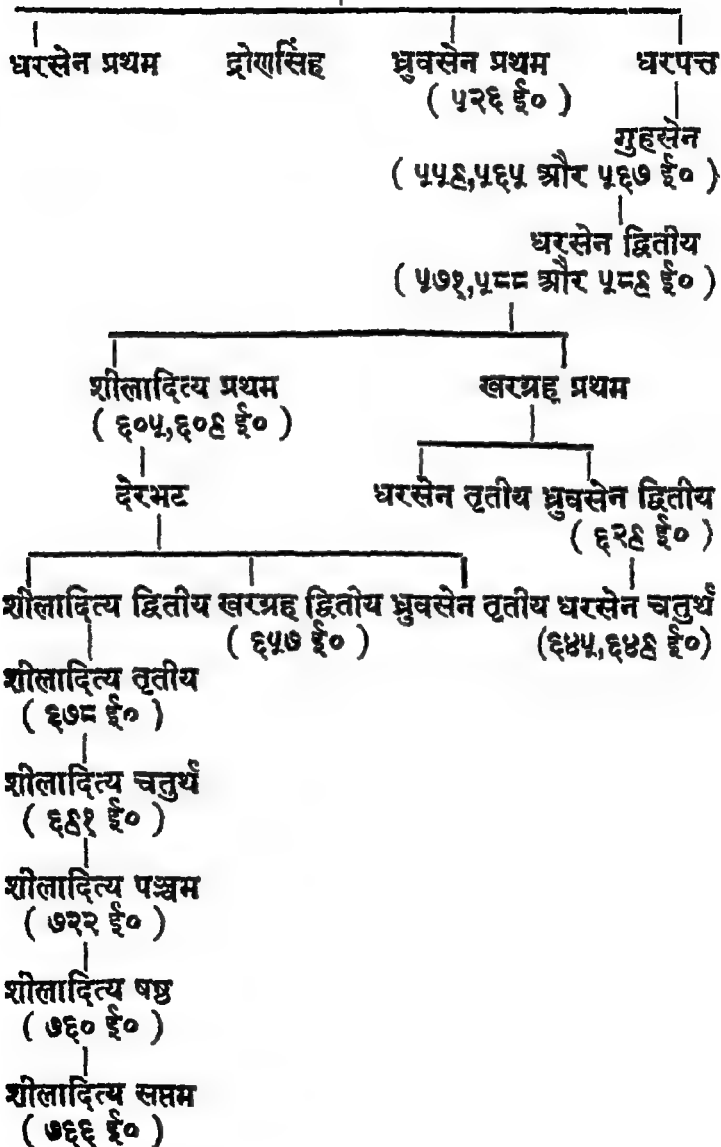 धरसेन प्रथम द्रोणसिंह ध्रुवसेन प्रथम धरपत्त
( ५२६ ई० )
गुहसेन
( ५५९,५६५ और ५६७ ई० )
धरसेन द्वितीय
( ५७१,५८८ और ५८९ ई० )
शीलादित्य प्रथम खरग्रह प्रथम
( ६०५,६०९ ई० )
देरभट धरसेन तृतीय ध्रुवसेन द्वितीय
( ६२९ ई० )
शीलादित्य द्वितीय खरग्रह द्वितीय ध्रुवसेन तृतीय धरसेन चतुर्थ
( ६५७ ई० ) (६४५,६४९ ई०)
शीलादित्य तृतीय
( ६७८ ई० )
शीलादित्य चतुर्थ
( ६९१ ई० )
शीलादित्य पञ्चम
( ७२२ ई० )
शीलादित्य षष्ठ
( ७६० ई० )
शीलादित्य सप्तम
( ७६६ ई० )